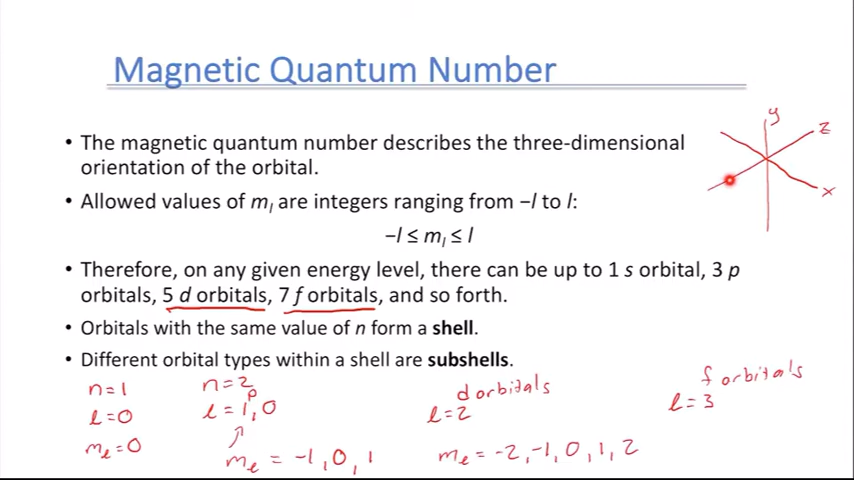 Magnetic Quantum Number
• The magnetic quantum number describes the three-dimensional
orientation of the orbital.
• Allowed values of mₗ are integers ranging from −l to l:
−l ≤ mₗ ≤ l
• Therefore, on any given energy level, there can be up to 1 s orbital, 3 p
orbitals, 5 d orbitals, 7 f orbitals, and so forth.
• Orbitals with the same value of n form a shell.
• Different orbital types within a shell are subshells.
y
z
x
n=1
l=0
mₗ=0
n=2
p
l=1,0
mₗ = -1, 0, 1
d orbitals
l=2
mₗ = -2, -1, 0, 1, 2
f orbitals
l=3